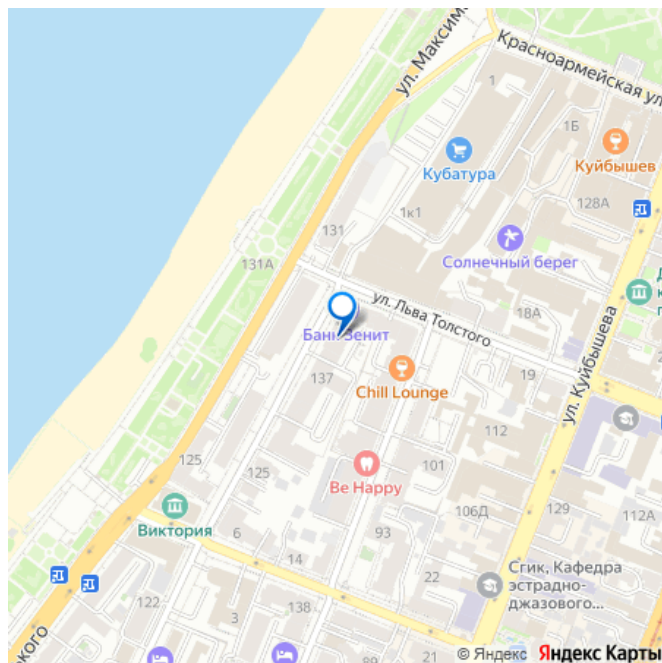 ул. Максим
Красноармейская ул
1
1Б
Куйбышев
Кубатура
128А
1к1
131
Солнечный берег
131А
ул. Льва Толстого
18А
Банк Зенит
137
Chill Lounge
19
ул. Куйбышева
112
125
125
Be Happy
101
Виктория
106Д
129
112А
6
93
14
22
Сгик, Кафедра
эстрадно-
джазового...
122
3
138
ького
© Яндекс Яндекс Карты